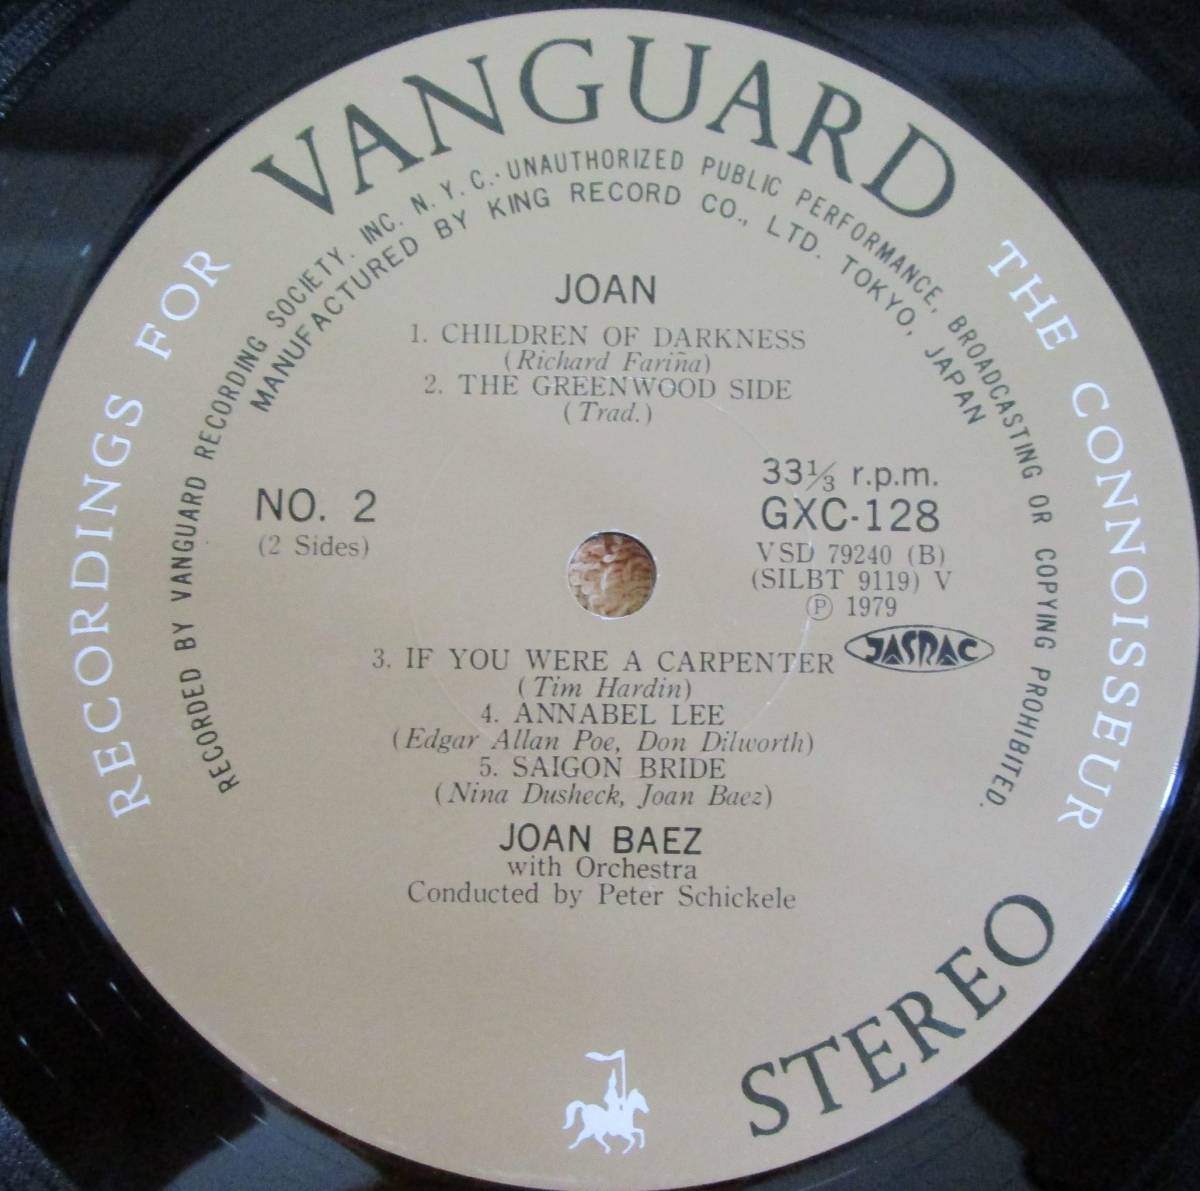 VANGUARD
RECORDINGS FOR THE CONNOISSEUR
RECORDED BY VANGUARD RECORDING SOCIETY. INC. N. Y. C.·UNAUTHORIZED PUBLIC PERFORMANCE, BROADCASTING OR COPYING PROHIBITED.
MANUFACTURED BY KING RECORD CO., LTD. TOKYO, JAPAN
JOAN
1. CHILDREN OF DARKNESS
(Richard Fariña)
2. THE GREENWOOD SIDE
(Trad.)
NO. 2
(2 Sides)
33⅓ r.p.m.
GXC-128
VSD 79240 (B)
(SILBT 9119) V
Ⓟ 1979
JASRAC
3. IF YOU WERE A CARPENTER
(Tim Hardin)
4. ANNABEL LEE
(Edgar Allan Poe, Don Dilworth)
5. SAIGON BRIDE
(Nina Dusheck, Joan Baez)
JOAN BAEZ
with Orchestra
Conducted by Peter Schickele
STEREO